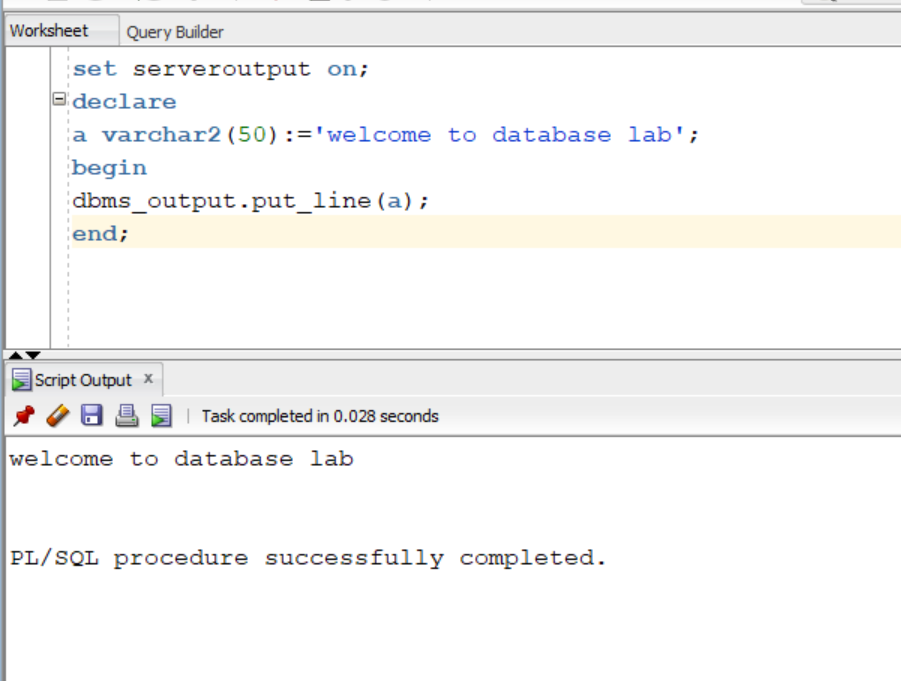 Worksheet Query Builder
set serveroutput on;
declare
a varchar2(50):='welcome to database lab';
begin
dbms_output.put_line(a);
end;
Script Output x
Task completed in 0.028 seconds
welcome to database lab
PL/SQL procedure successfully completed.